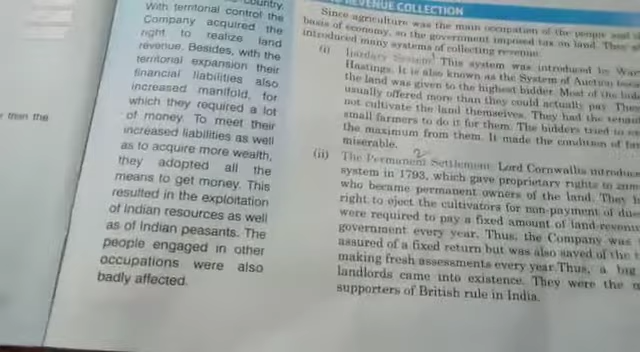 r than the
country.
With territorial control the
Company acquired the
right to realize land
revenue. Besides, with the
territorial expansion their
financial liabilities also
increased manifold, for
which they required a lot
of money. To meet their
increased liabilities as well
as to acquire more wealth,
they adopted all the
means to get money. This
resulted in the exploitation
of Indian resources as well
as of Indian peasants. The
people engaged in other
occupations were also
badly affected.
REVENUE COLLECTION
Since agriculture was the main occupation of the people and
basis of economy, so the government imposed tax on land. They
introduced many systems of collecting revenue.
(i) This system was introduced by
Hastings. It is also known as the System of Auction
the land was given to the highest bidder. Most of the
usually offered more than they could actually pay.
not cultivate the land themselves. They had the
small farmers to do it for them. The bidders tried to
the maximum from them. It made the condition of
miserable.
(ii) The Permanent Settlement: Lord Cornwallis
system in 1793, which gave proprietary rights to
who became permanent owners of the land. They
right to eject the cultivators for non-payment of
were required to pay a fixed amount of land-revenue
government every year. Thus, the Company was
assured of a fixed return but was also saved of the
making fresh assessments every year. Thus, a big
landlords came into existence. They were the
supporters of British rule in India.